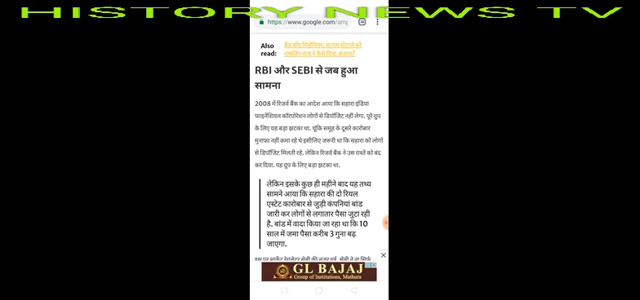 HISTORY NEWS TV
https://www.google.com/amp
Also
read:
RBI और SEBI से जब हुआ
सामना
2008 में रिजर्व बैंक का आदेश आया कि सहारा इंडिया
फाइनेंशियल कॉरपोरेशन लोगों से डिपॉजिट नहीं लेगा. पूरे ग्रुप
के लिए यह बड़ा झटका था. चूंकि समूह के दूसरे कारोबार
मुनाफा नहीं कमा रहे थे इसीलिए जरूरी था कि सहारा को लोगों
से डिपॉजिट मिलती रहे. लेकिन रिजर्व बैंक ने उस रास्ते को बंद
कर दिया. यह ग्रुप के लिए बड़ा झटका था.
लेकिन इसके कुछ ही महीने बाद यह तथ्य
सामने आया कि सहारा की दो रियल
एस्टेट कारोबार से जुड़ी कंपनियां बांड
जारी कर लोगों से लगातार पैसा जुटा रही
है. बांड में वादा किया जा रहा था कि 10
साल में जमा पैसा करीब 3 गुना बढ़
जाएगा.
GL BAJAJ
Group of Institutions, Mathura